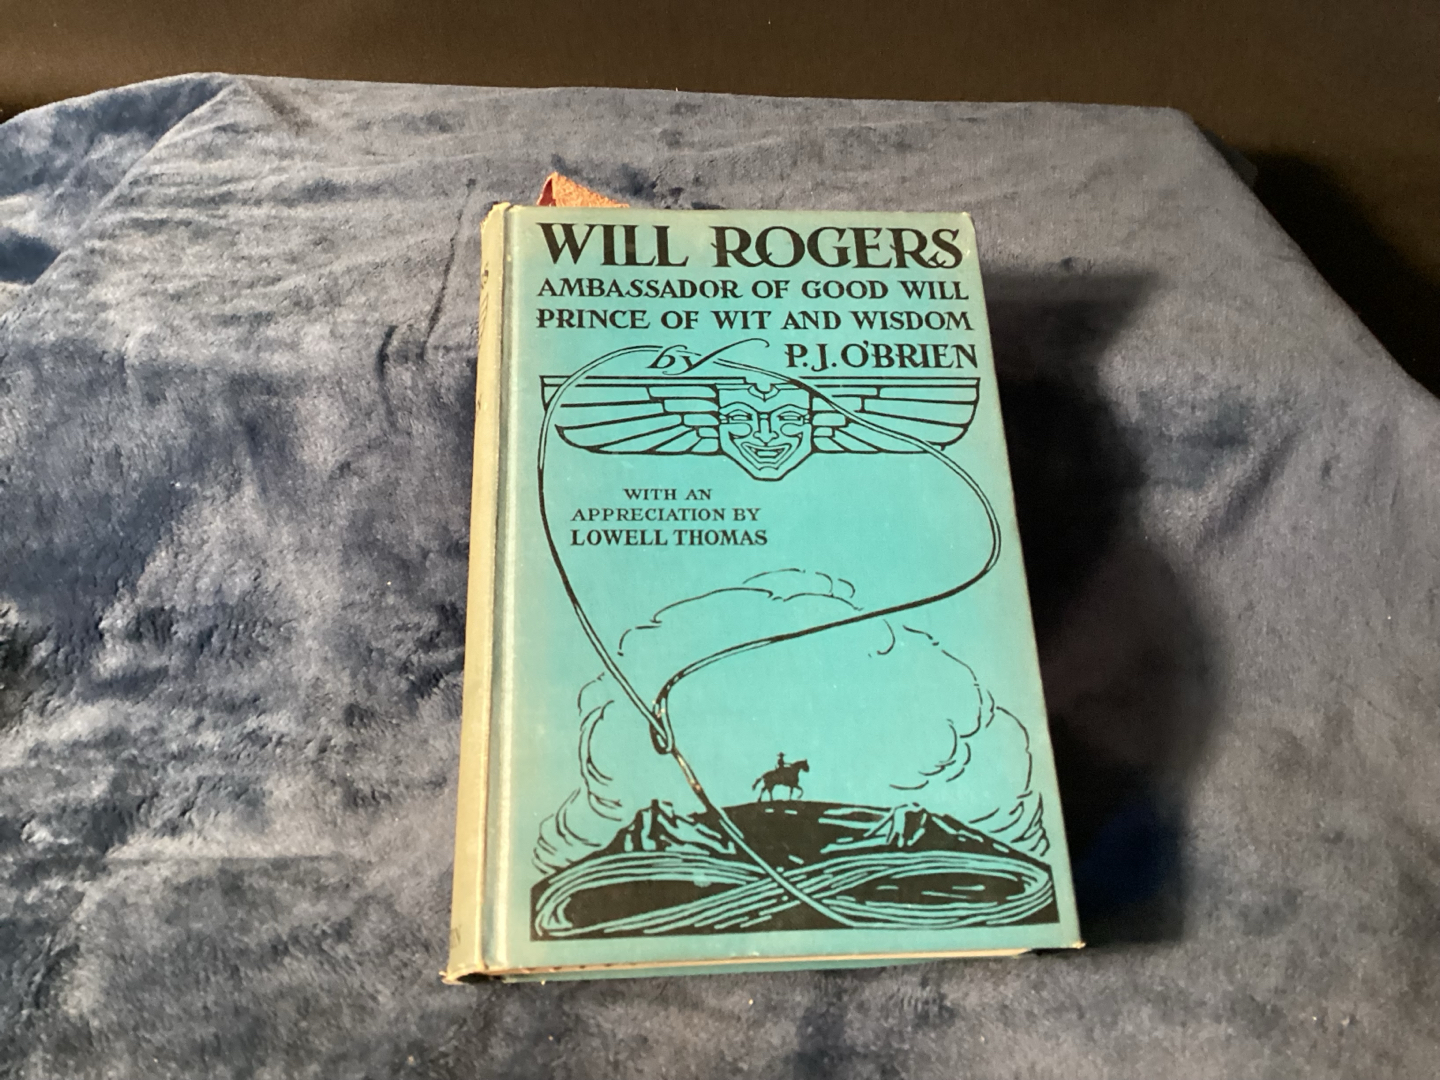 WILL ROGERS
AMBASSADOR OF GOOD WILL
PRINCE OF WIT AND WISDOM
by P.J. O'BRIEN
WITH AN
APPRECIATION BY
LOWELL THOMAS